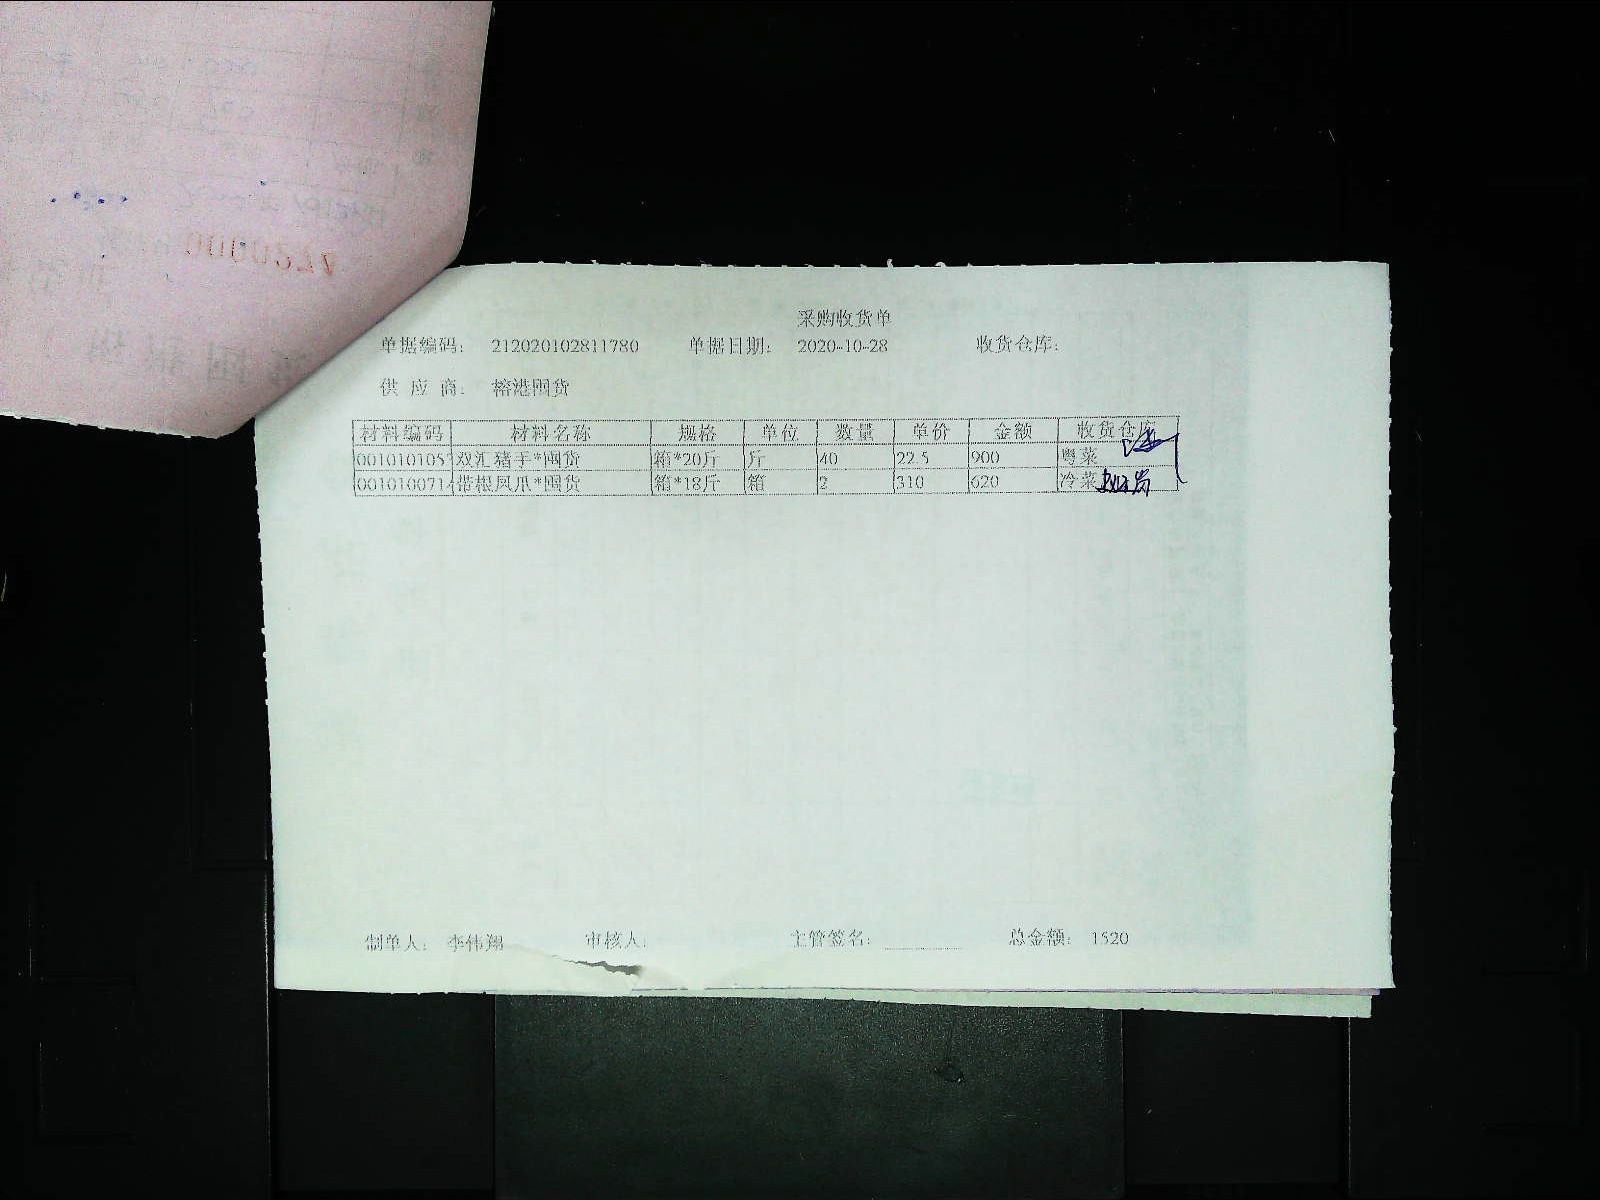 采购收货单
单据编码： 212020102811780 单据日期： 2020-10-28 收货仓库：
供 应 商： 榕港囤货
材料编码 材料名称 规格 单位 数量 单价 金额 收货仓库
001010105 双汇猪手*囤货 箱*20斤 斤 40 22.5 900 粤菜
001010071 带根凤爪*囤货 箱*18斤 箱 2 310 620 冷菜
制单人： 李伟翔 审核人： 主管签名： 总金额： 1520